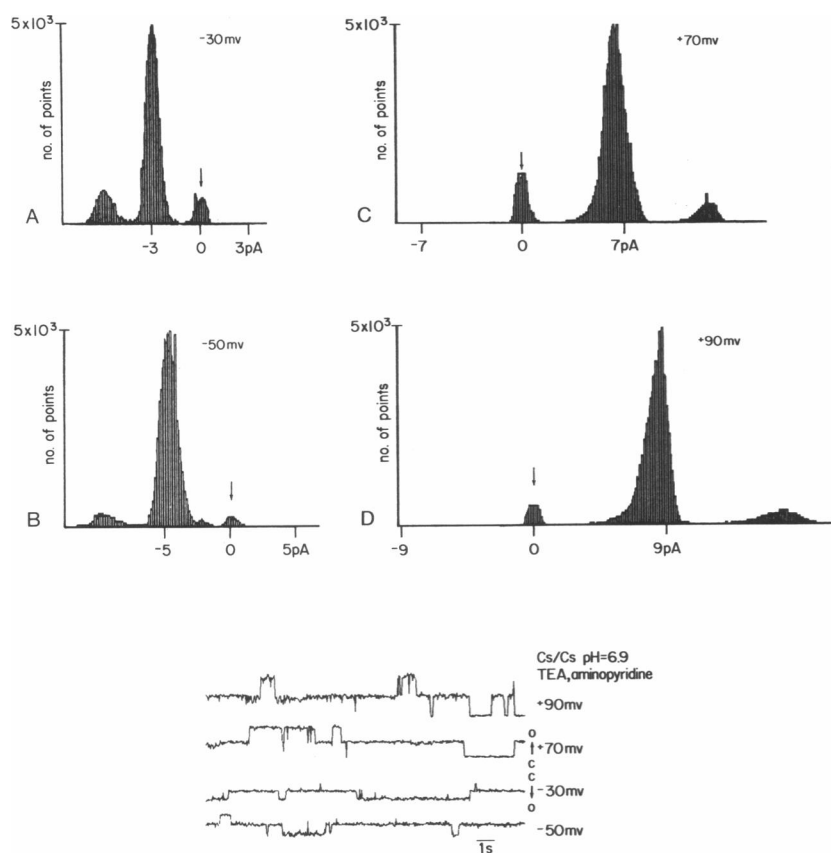 5x10³
-30mv
no. of points
A
-3
0
3pA
5x10³
+70mv
no. of points
C
-7
0
7pA
5x10³
-50mv
no. of points
B
-5
0
5pA
5x10³
+90mv
no. of points
D
-9
0
9pA
Cs/Cs pH=6.9
TEA,aminopyridine
+90mv
o
+70mv
c
c
-30mv
o
-50mv
1s